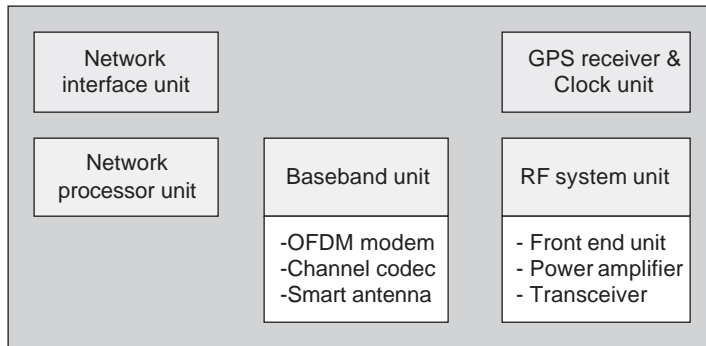 Network
interface unit
GPS receiver &
Clock unit
Network
processor unit
Baseband unit
-OFDM modem
-Channel codec
-Smart antenna
RF system unit
- Front end unit
- Power amplifier
- Transceiver